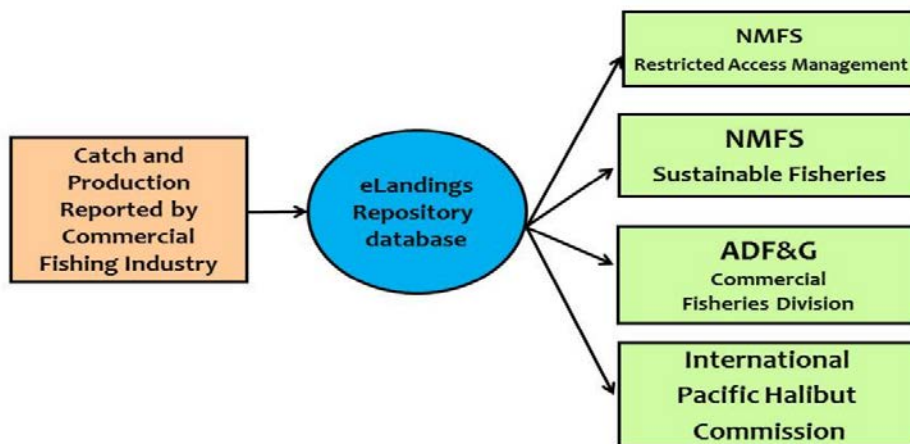 Catch and
Production
Reported by
Commercial
Fishing Industry
eLandings
Repository
database
NMFS
Restricted Access Management
NMFS
Sustainable Fisheries
ADF&G
Commercial
Fisheries Division
International
Pacific Halibut
Commission